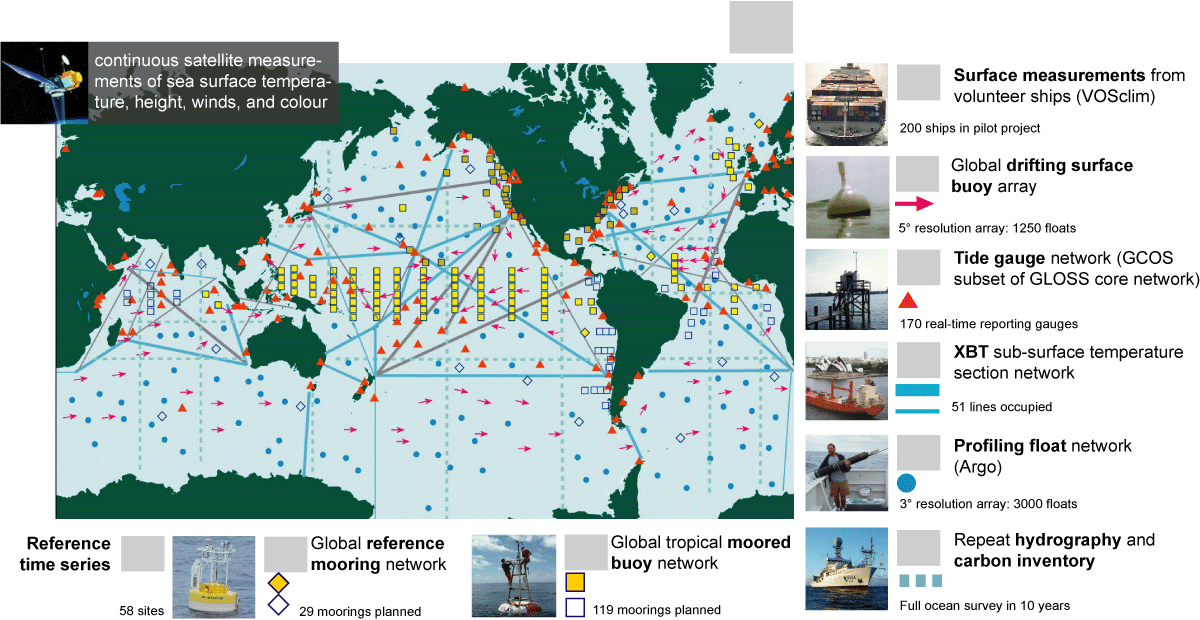 continuous satellite measure-
ments of sea surface tempera-
ture, height, winds, and colour
Surface measurements from
volunteer ships (VOSclim)
200 ships in pilot project
Global drifting surface
buoy array
5° resolution array: 1250 floats
Tide gauge network (GCOS
subset of GLOSS core network)
170 real-time reporting gauges
XBT sub-surface temperature
section network
51 lines occupied
Profiling float network
(Argo)
3° resolution array: 3000 floats
Repeat hydrography and
carbon inventory
Full ocean survey in 10 years
Reference
time series
58 sites
Global reference
mooring network
29 moorings planned
Global tropical moored
buoy network
119 moorings planned